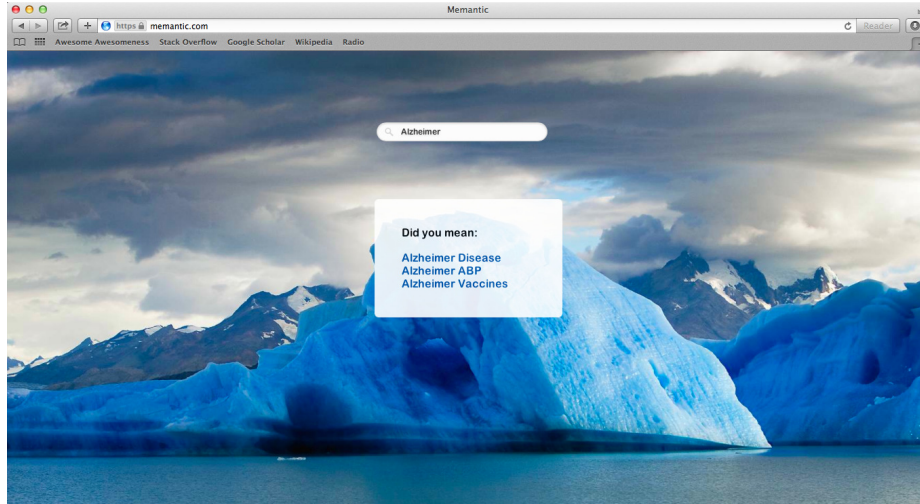 Memantic
https memantic.com
Reader
Awesome Awesomeness Stack Overflow Google Scholar Wikipedia Radio
Alzheimer
Did you mean:
Alzheimer Disease
Alzheimer ABP
Alzheimer Vaccines